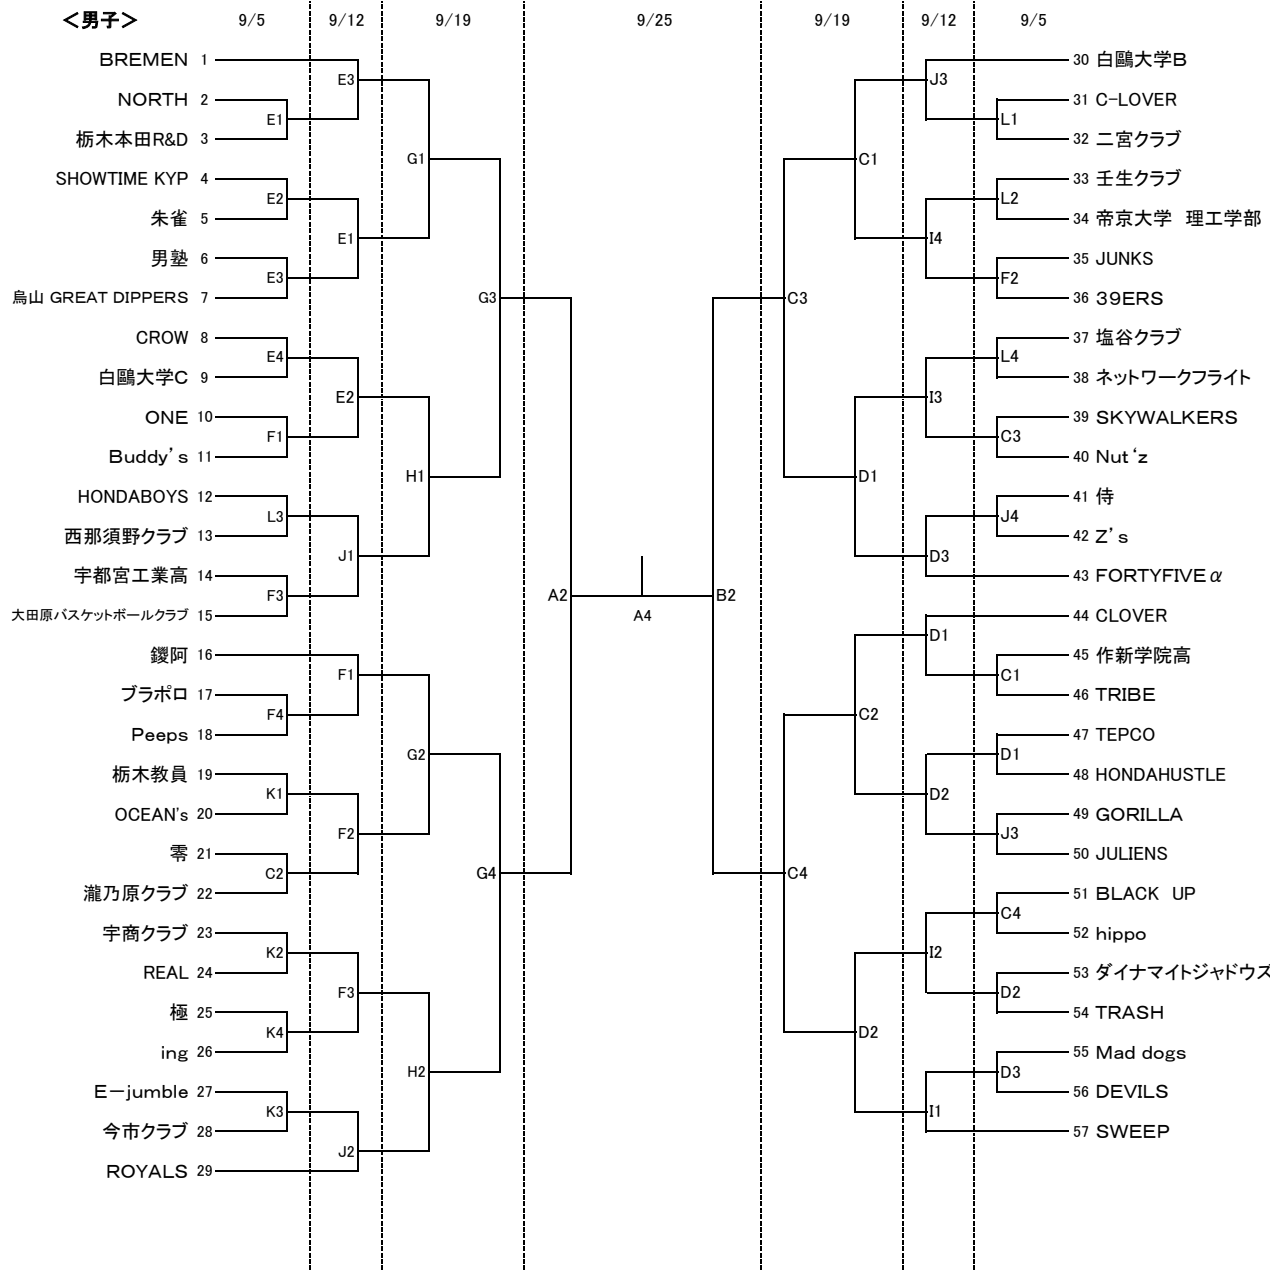 ＜男子＞ 9/5 9/12 9/19 9/25 9/19 9/12 9/5
BREMEN 1
E3
NORTH 2
E1
栃木本田R&D 3
G1
SHOWTIME KYP 4
E2
朱雀 5
E1
男塾 6
E3
烏山 GREAT DIPPERS 7
G3
CROW 8
E4
白鷗大学C 9
E2
ONE 10
F1
Buddy’s 11
H1
HONDABOYS 12
L3
西那須野クラブ 13
J1
宇都宮工業高 14
F3
大田原バスケットボールクラブ 15
A2
鑁阿 16
F1
ブラポロ 17
F4
Peeps 18
G2
栃木教員 19
K1
OCEAN's 20
F2
零 21
C2
瀧乃原クラブ 22
G4
宇商クラブ 23
K2
REAL 24
F3
極 25
K4
ing 26
H2
E－jumble 27
K3
今市クラブ 28
J2
ROYALS 29
A4
30 白鷗大学B
J3
31 C-LOVER
L1
32 二宮クラブ
C1
33 壬生クラブ
L2
34 帝京大学　理工学部
I4
35 JUNKS
F2
36 39ERS
C3
37 塩谷クラブ
L4
38 ネットワークフライト
I3
39 SKYWALKERS
C3
40 Nut‘z
D1
41 侍
J4
42 Z’s
D3
43 FORTYFIVEα
B2
44 CLOVER
D1
45 作新学院高
C1
46 TRIBE
C2
47 TEPCO
D1
48 HONDAHUSTLE
D2
49 GORILLA
J3
50 JULIENS
C4
51 BLACK　UP
C4
52 hippo
I2
53 ダイナマイトジャドウズ
D2
54 TRASH
D2
55 Mad dogs
D3
56 DEVILS
I1
57 SWEEP